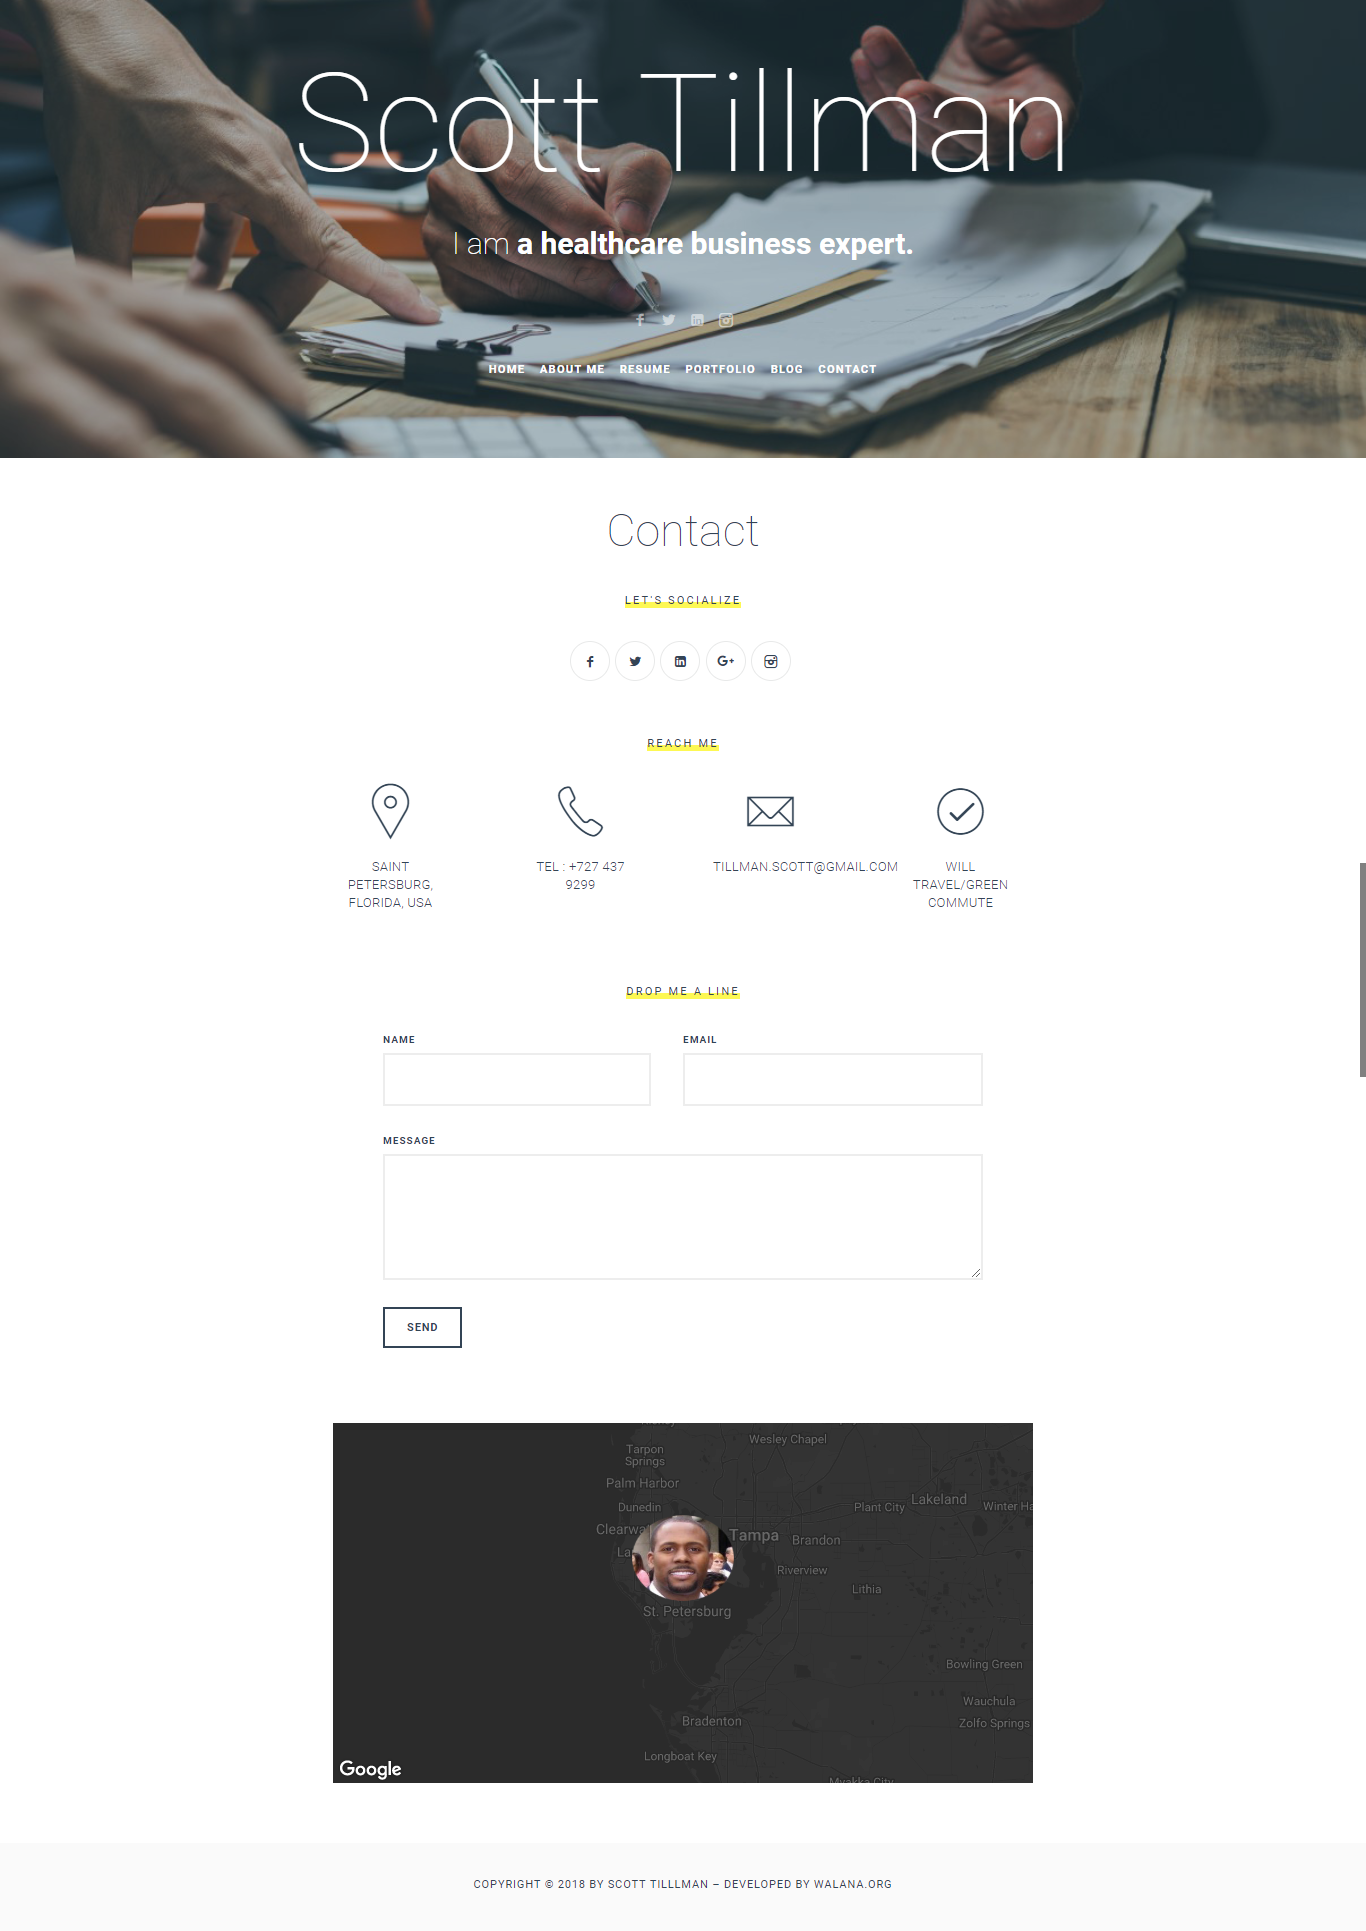 Scott Tillman
I am a healthcare business expert.
HOME ABOUT ME RESUME PORTFOLIO BLOG CONTACT
Contact
LET'S SOCIALIZE
REACH ME
SAINT
PETERSBURG,
FLORIDA, USA
TEL : +727 437
9299
TILLMAN.SCOTT@GMAIL.COM
WILL
TRAVEL/GREEN
COMMUTE
DROP ME A LINE
NAME
EMAIL
MESSAGE
SEND
Wesley Chapel
Tarpon
Springs
Palm Harbor
Dunedin
Plant City
Lakeland
Winter Ha
Clearwa
Tampa
Brandon
La
Riverview
Lithia
St. Petersburg
Bowling Green
Wauchula
Bradenton
Zolfo Springs
Longboat Key
Myakka City
Google
COPYRIGHT © 2018 BY SCOTT TILLLMAN – DEVELOPED BY WALANA.ORG